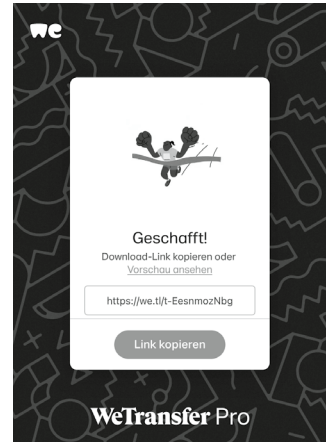 we
Geschafft!
Download-Link kopieren oder
Vorschau ansehen
https://we.tl/t-EesnmozNbg
Link kopieren
WeTransfer Pro